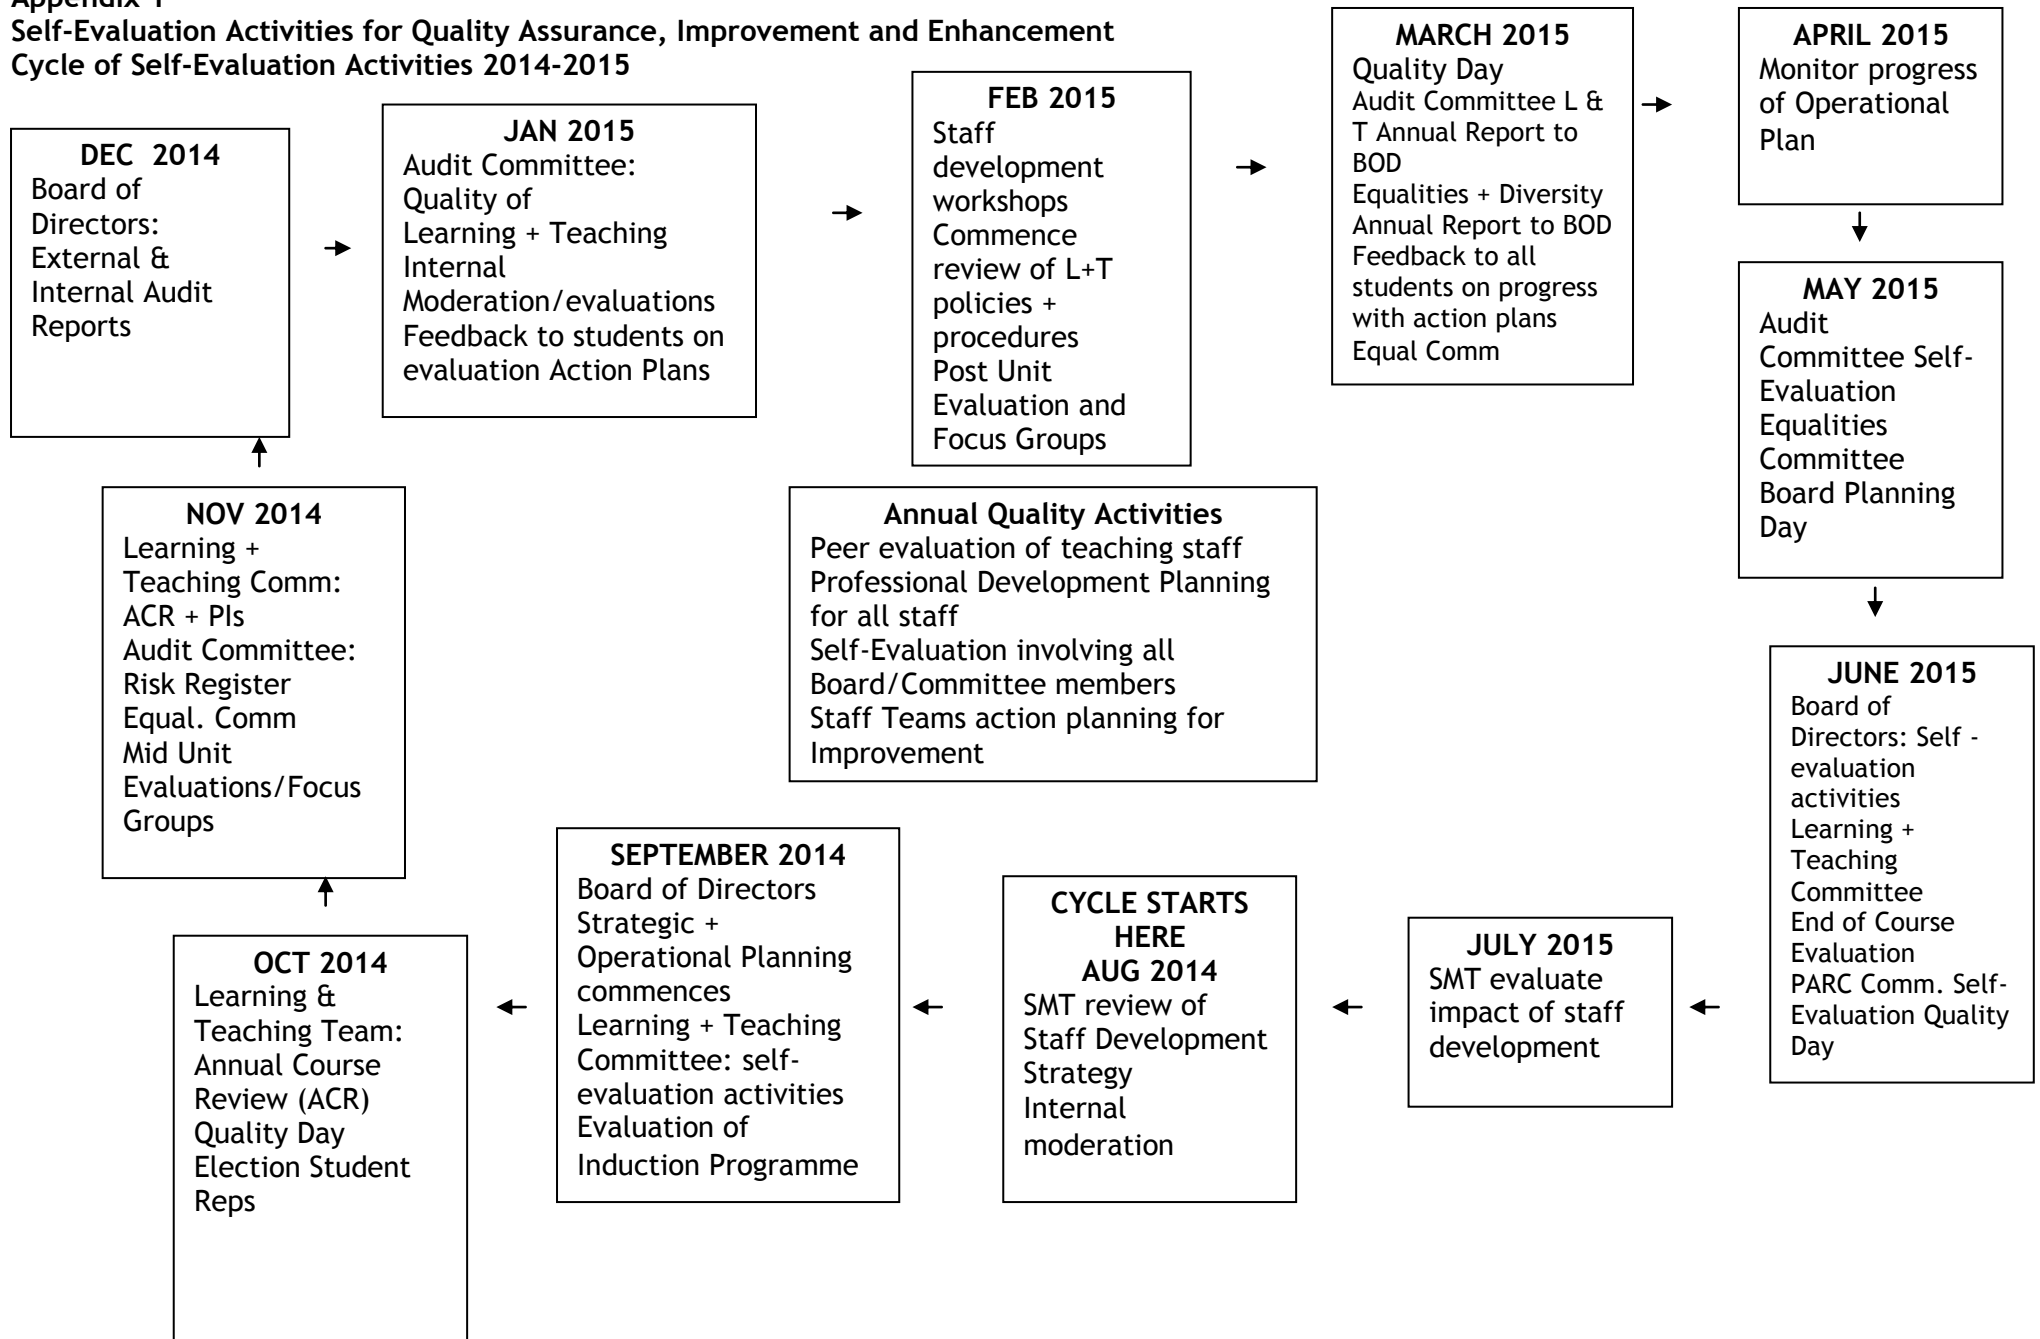 Appendix 1
Self-Evaluation Activities for Quality Assurance, Improvement and Enhancement
Cycle of Self-Evaluation Activities 2014-2015
DEC 2014
Board of
Directors:
External &
Internal Audit
Reports
JAN 2015
Audit Committee:
Quality of
Learning + Teaching
Internal
Moderation/evaluations
Feedback to students on
evaluation Action Plans
FEB 2015
Staff
development
workshops
Commence
review of L+T
policies +
procedures
Post Unit
Evaluation and
Focus Groups
MARCH 2015
Quality Day
Audit Committee L &
T Annual Report to
BOD
Equalities + Diversity
Annual Report to BOD
Feedback to all
students on progress
with action plans
Equal Comm
APRIL 2015
Monitor progress
of Operational
Plan
MAY 2015
Audit
Committee Self-
Evaluation
Equalities
Committee
Board Planning
Day
NOV 2014
Learning +
Teaching Comm:
ACR + PIs
Audit Committee:
Risk Register
Equal. Comm
Mid Unit
Evaluations/Focus
Groups
Annual Quality Activities
Peer evaluation of teaching staff
Professional Development Planning
for all staff
Self-Evaluation involving all
Board/Committee members
Staff Teams action planning for
Improvement
JUNE 2015
Board of
Directors: Self -
evaluation
activities
Learning +
Teaching
Committee
End of Course
Evaluation
PARC Comm. Self-
Evaluation Quality
Day
OCT 2014
Learning &
Teaching Team:
Annual Course
Review (ACR)
Quality Day
Election Student
Reps
SEPTEMBER 2014
Board of Directors
Strategic +
Operational Planning
commences
Learning + Teaching
Committee: self-
evaluation activities
Evaluation of
Induction Programme
CYCLE STARTS
HERE
AUG 2014
SMT review of
Staff Development
Strategy
Internal
moderation
JULY 2015
SMT evaluate
impact of staff
development